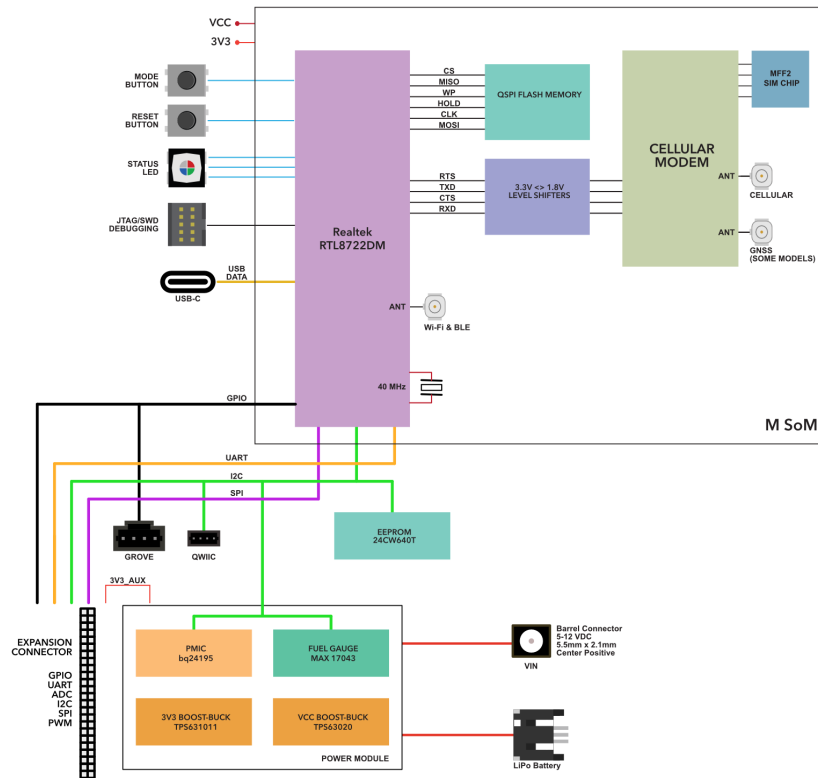 VCC
3V3
MODE
BUTTON
RESET
BUTTON
STATUS
LED
JTAG/SWD
DEBUGGING
USB
DATA
USB-C
Realtek
RTL8722DM
CS
MISO
WP
HOLD
CLK
MOSI
QSPI FLASH MEMORY
RTS
TXD
CTS
RXD
3.3V <> 1.8V
LEVEL SHIFTERS
CELLULAR
MODEM
MFF2
SIM CHIP
ANT
CELLULAR
ANT
GNSS
(SOME MODELS)
ANT
Wi-Fi & BLE
40 MHz
M SoM
GPIO
UART
I2C
SPI
GROVE
QWIIC
EEPROM
24CW640T
3V3_AUX
EXPANSION
CONNECTOR
GPIO
UART
ADC
I2C
SPI
PWM
PMIC
bq24195
FUEL GAUGE
MAX 17043
3V3 BOOST-BUCK
TPS631011
VCC BOOST-BUCK
TPS63020
POWER MODULE
Barrel Connector
5-12 VDC
5.5mm x 2.1mm
Center Positive
VIN
LiPo Battery